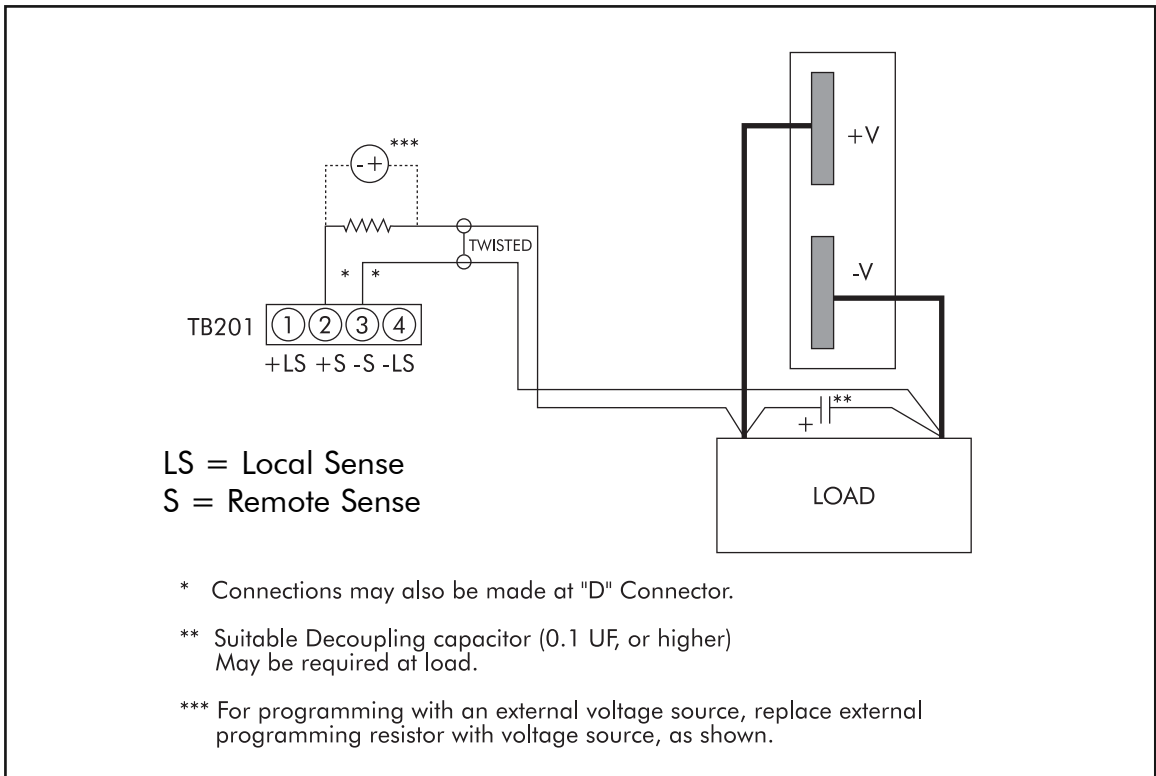 ***
- +
+V
TWISTED
-V
* *
TB201 1 2 3 4
+LS +S -S -LS
**
+
LS = Local Sense
S = Remote Sense
LOAD
* Connections may also be made at "D" Connector.
** Suitable Decoupling capacitor (0.1 UF, or higher)
May be required at load.
*** For programming with an external voltage source, replace external
programming resistor with voltage source, as shown.